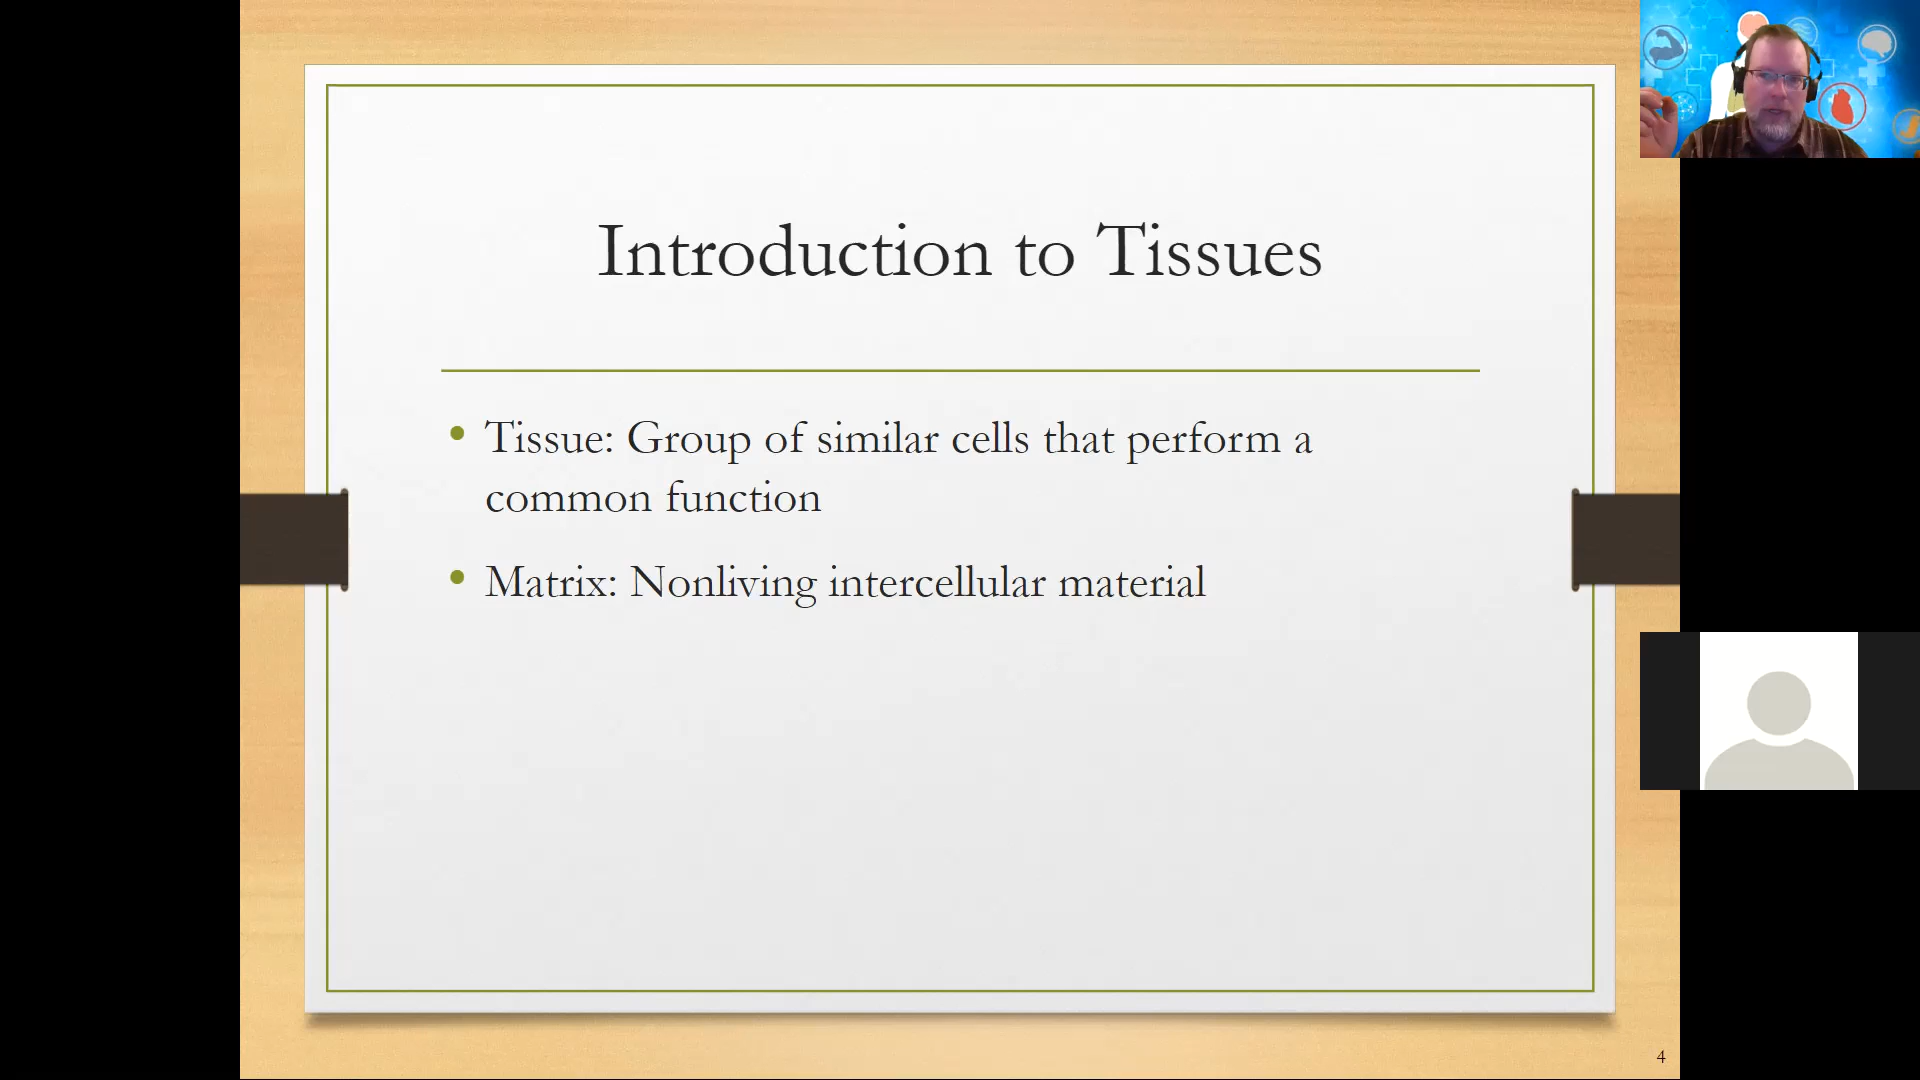 Introduction to Tissues
• Tissue: Group of similar cells that perform a
common function
• Matrix: Nonliving intercellular material
4